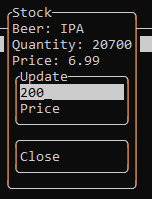 Stock
Beer: IPA
Quantity: 20700
Price: 6.99
Update
200
Price
Close